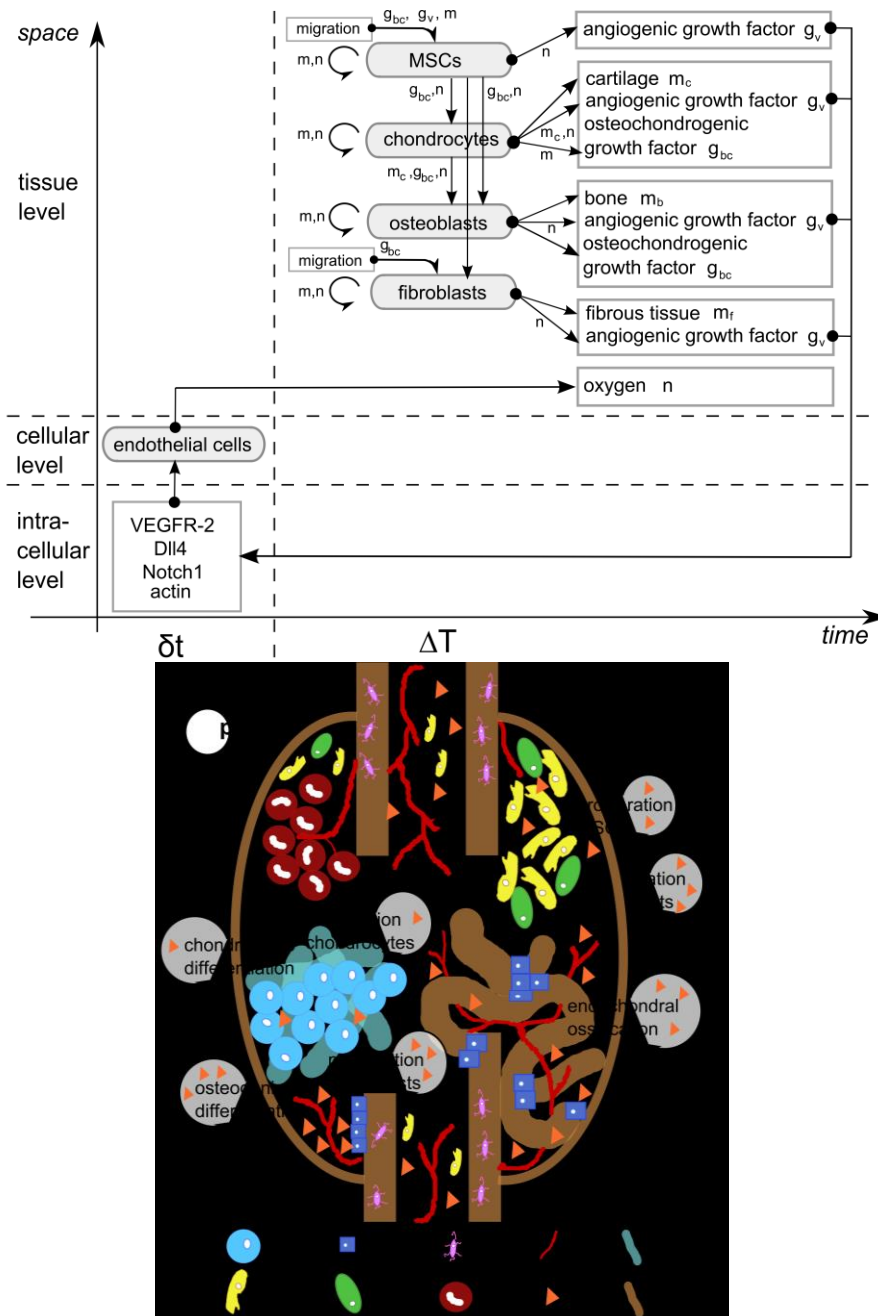 space
migration
g_bc, g_v, m
m,n
MSCs
n
angiogenic growth factor g_v
g_bc,n
g_bc,n
m,n
chondrocytes
m_c,n
m
cartilage m_c
angiogenic growth factor g_v
osteochondrogenic
growth factor g_bc
tissue
level
m_c,g_bc,n
m,n
osteoblasts
n
bone m_b
angiogenic growth factor g_v
osteochondrogenic
growth factor g_bc
migration
g_bc
m,n
fibroblasts
n
fibrous tissue m_f
angiogenic growth factor g_v
oxygen n
cellular
level
endothelial cells
intra-
cellular
level
VEGFR-2
Dll4
Notch1
actin
time
δt
ΔT
differentiation
chondrocytes
endochondral
ossification